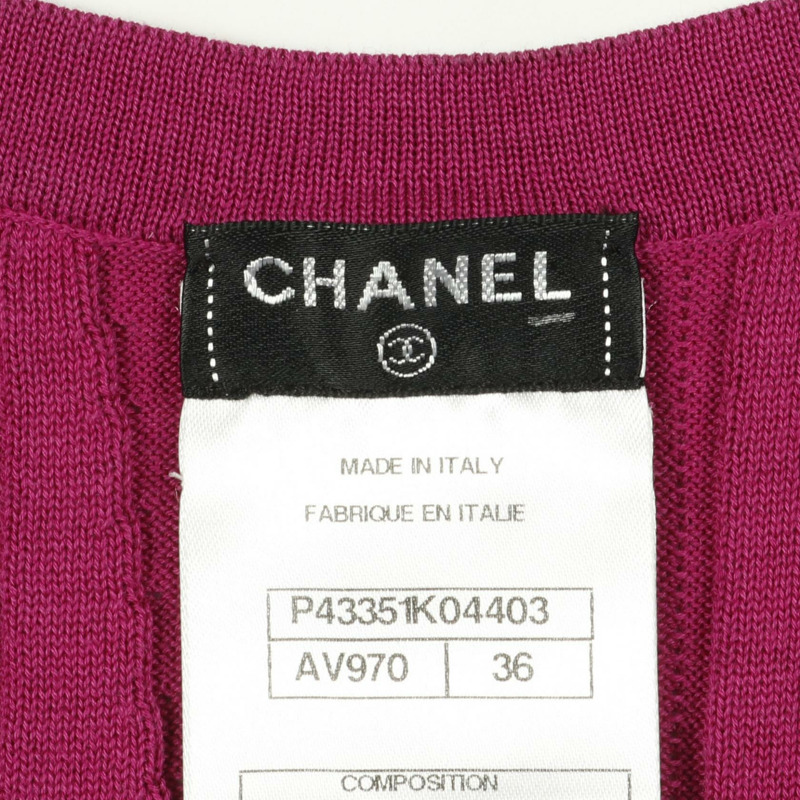 CHANEL
MADE IN ITALY
FABRIQUE EN ITALIE
P43351K04403
AV970 36
COMPOSITION